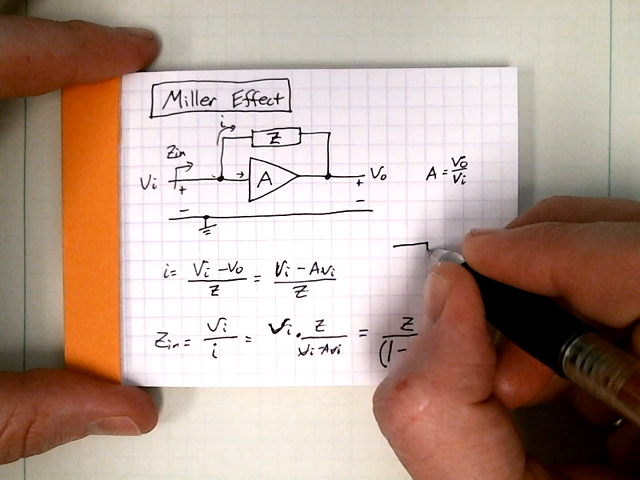 Miller Effect
i
Z
Zin
Vi + A + Vo
A = Vo/Vi
− −
i = (Vi − Vo)/Z = (Vi − AVi)/Z
Zin = Vi/i = Vi · Z/(Vi − AVi) = Z/(1 −